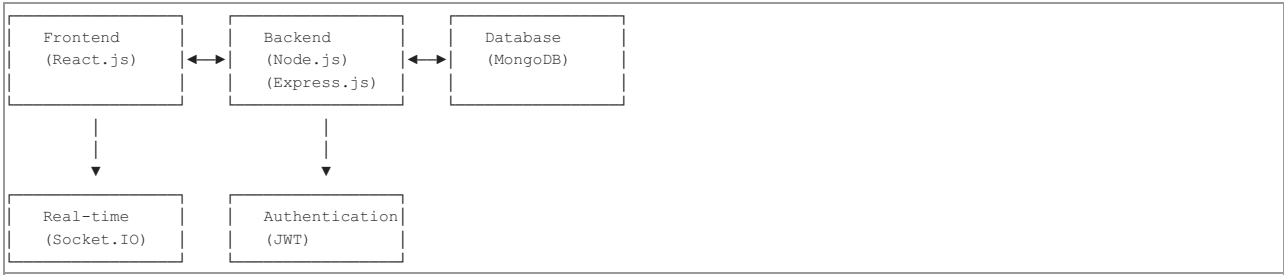 Frontend Backend Database
(React.js) (Node.js) (MongoDB)
(Express.js)
Real-time Authentication
(Socket.IO) (JWT)